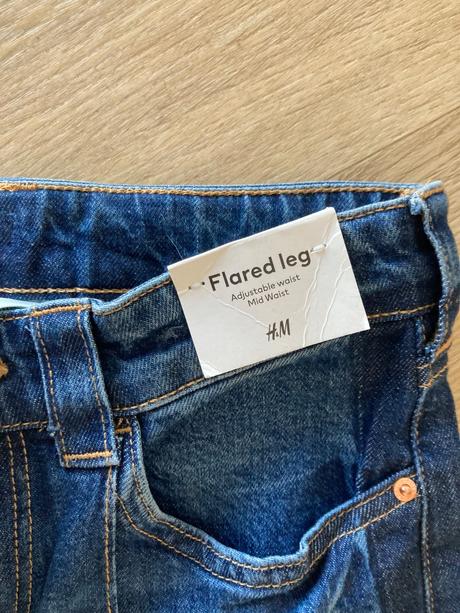 Flared leg
Adjustable waist
Mid Waist
H&M